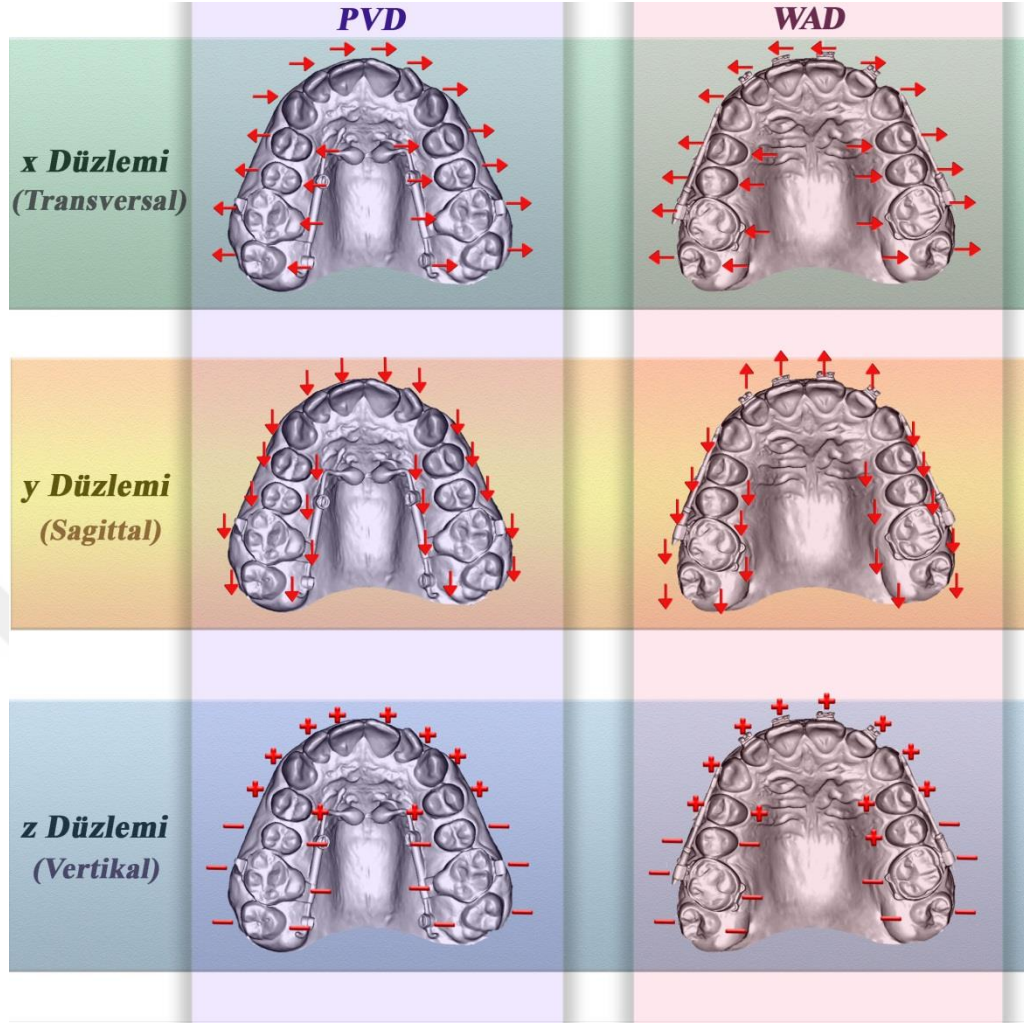 PVD
WAD
x Düzlemi
(Transversal)
y Düzlemi
(Sagittal)
z Düzlemi
(Vertikal)